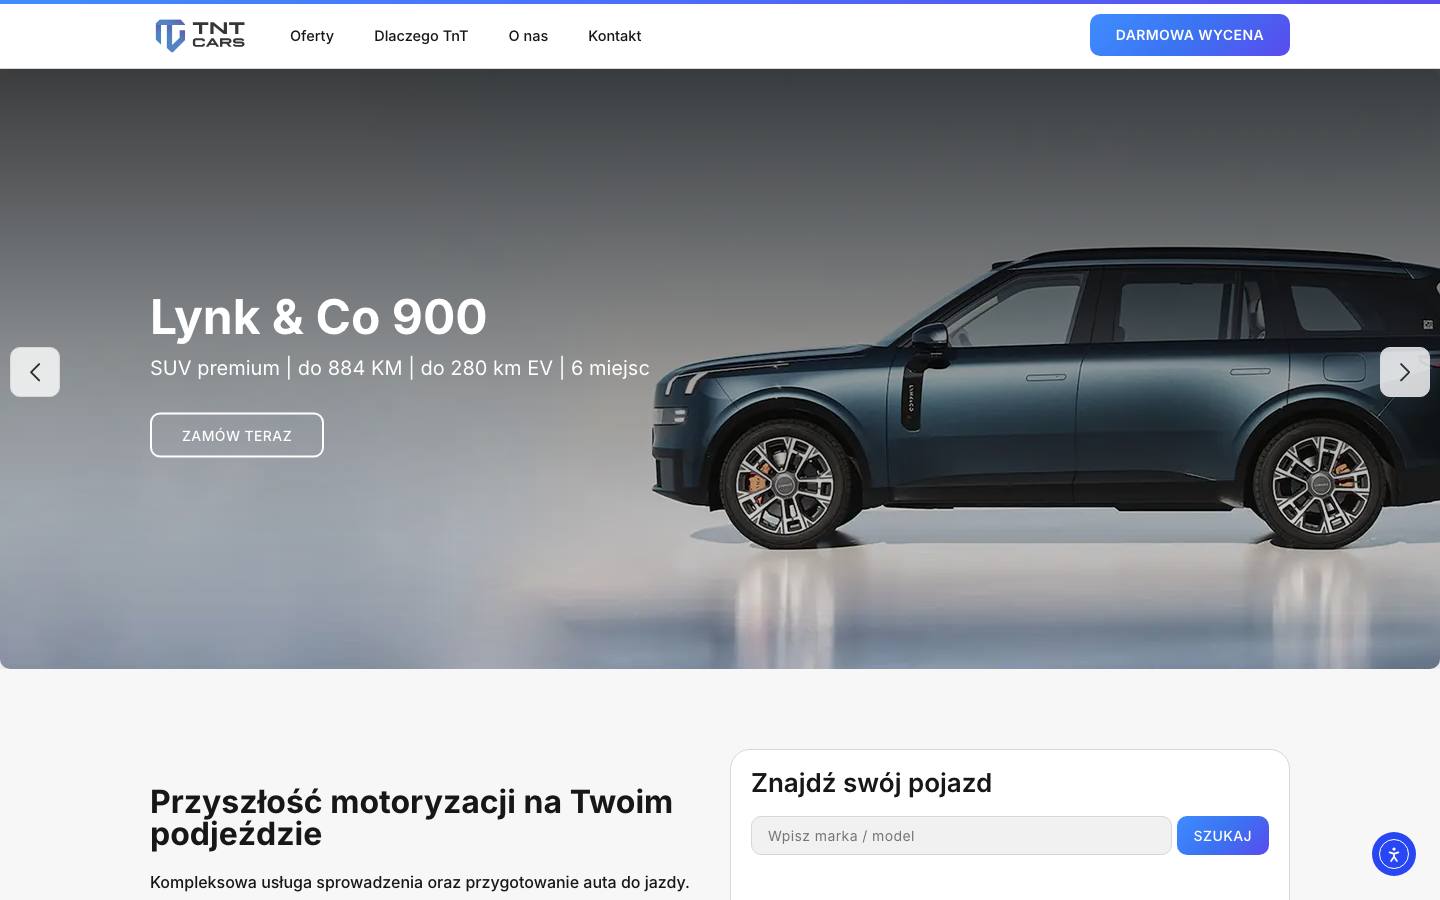 TNT
CARS
Oferty
Dlaczego TnT
O nas
Kontakt
DARMOWA WYCENA
Lynk & Co 900
SUV premium | do 884 KM | do 280 km EV | 6 miejsc
ZAMÓW TERAZ
Przyszłość motoryzacji na Twoim
podjeździe
Kompleksowa usługa sprowadzenia oraz przygotowanie auta do jazdy.
Znajdź swój pojazd
Wpisz marka / model
SZUKAJ